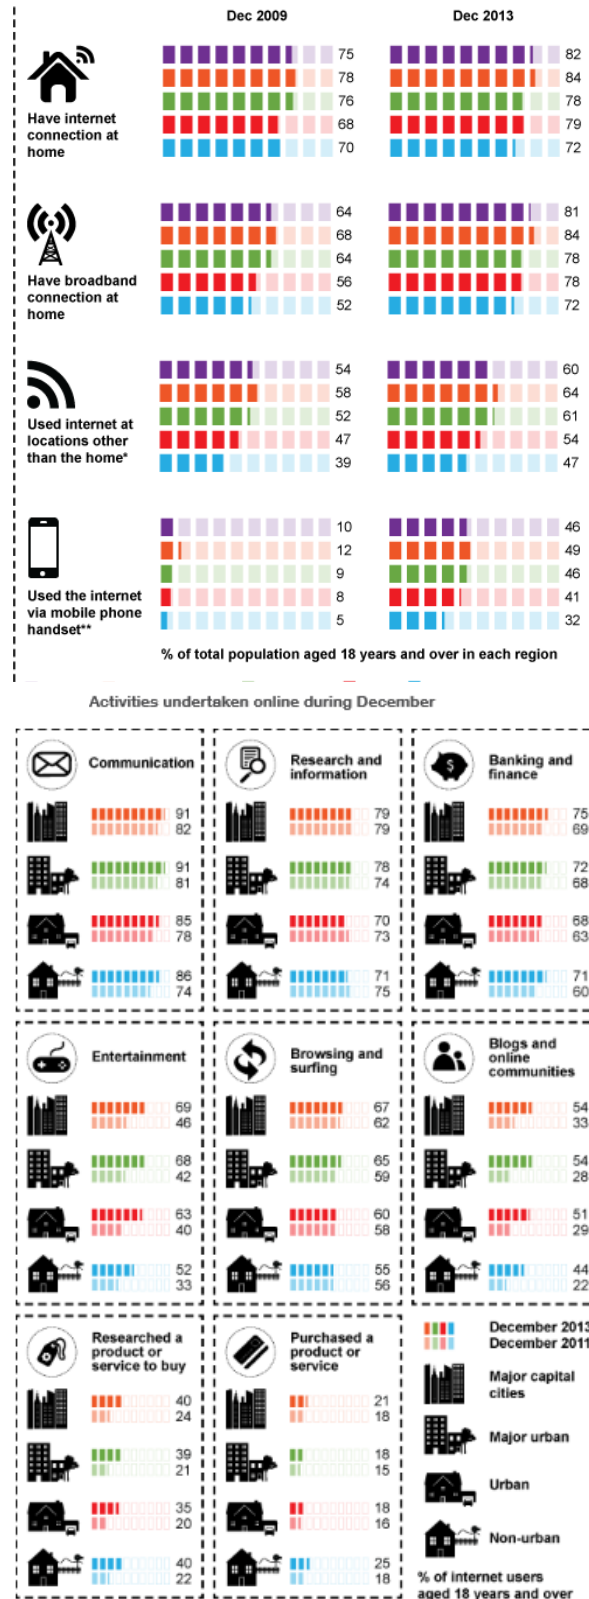 Dec 2009
Dec 2013
Have internet
connection at
home
75
78
76
68
70
82
84
78
79
72
Have broadband
connection at
home
64
68
64
56
52
81
84
78
78
72
Used internet at
locations other
than the home*
54
58
52
47
39
60
64
61
54
47
Used the internet
via mobile phone
handset**
10
12
9
8
5
46
49
46
41
32
% of total population aged 18 years and over in each region
Activities undertaken online during December
Communication
91
82
91
81
85
78
86
74
Research and
information
79
79
78
74
70
73
71
75
Banking and
finance
75
69
72
68
68
63
71
60
Entertainment
69
46
68
42
63
40
52
33
Browsing and
surfing
67
62
65
59
60
58
55
56
Blogs and
online
communities
54
33
54
28
51
29
44
22
Researched a
product or
service to buy
40
24
39
21
35
20
40
22
Purchased a
product or
service
21
18
18
15
18
16
25
18
December 2013
December 2011
Major capital
cities
Major urban
Urban
Non-urban
% of internet users
aged 18 years and over